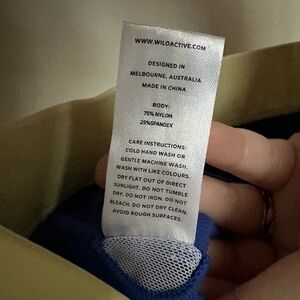 WWW.WILOACTIVE.COM
DESIGNED IN
MELBOURNE, AUSTRALIA
MADE IN CHINA
BODY:
75% NYLON
25%SPANDEX
CARE INSTRUCTIONS:
COLD HAND WASH OR
GENTLE MACHINE WASH.
WASH WITH LIKE COLOURS.
DRY FLAT OUT OF DIRECT
SUNLIGHT. DO NOT TUMBLE
DRY. DO NOT IRON. DO NOT
BLEACH. DO NOT DRY CLEAN.
AVOID ROUGH SURFACES.